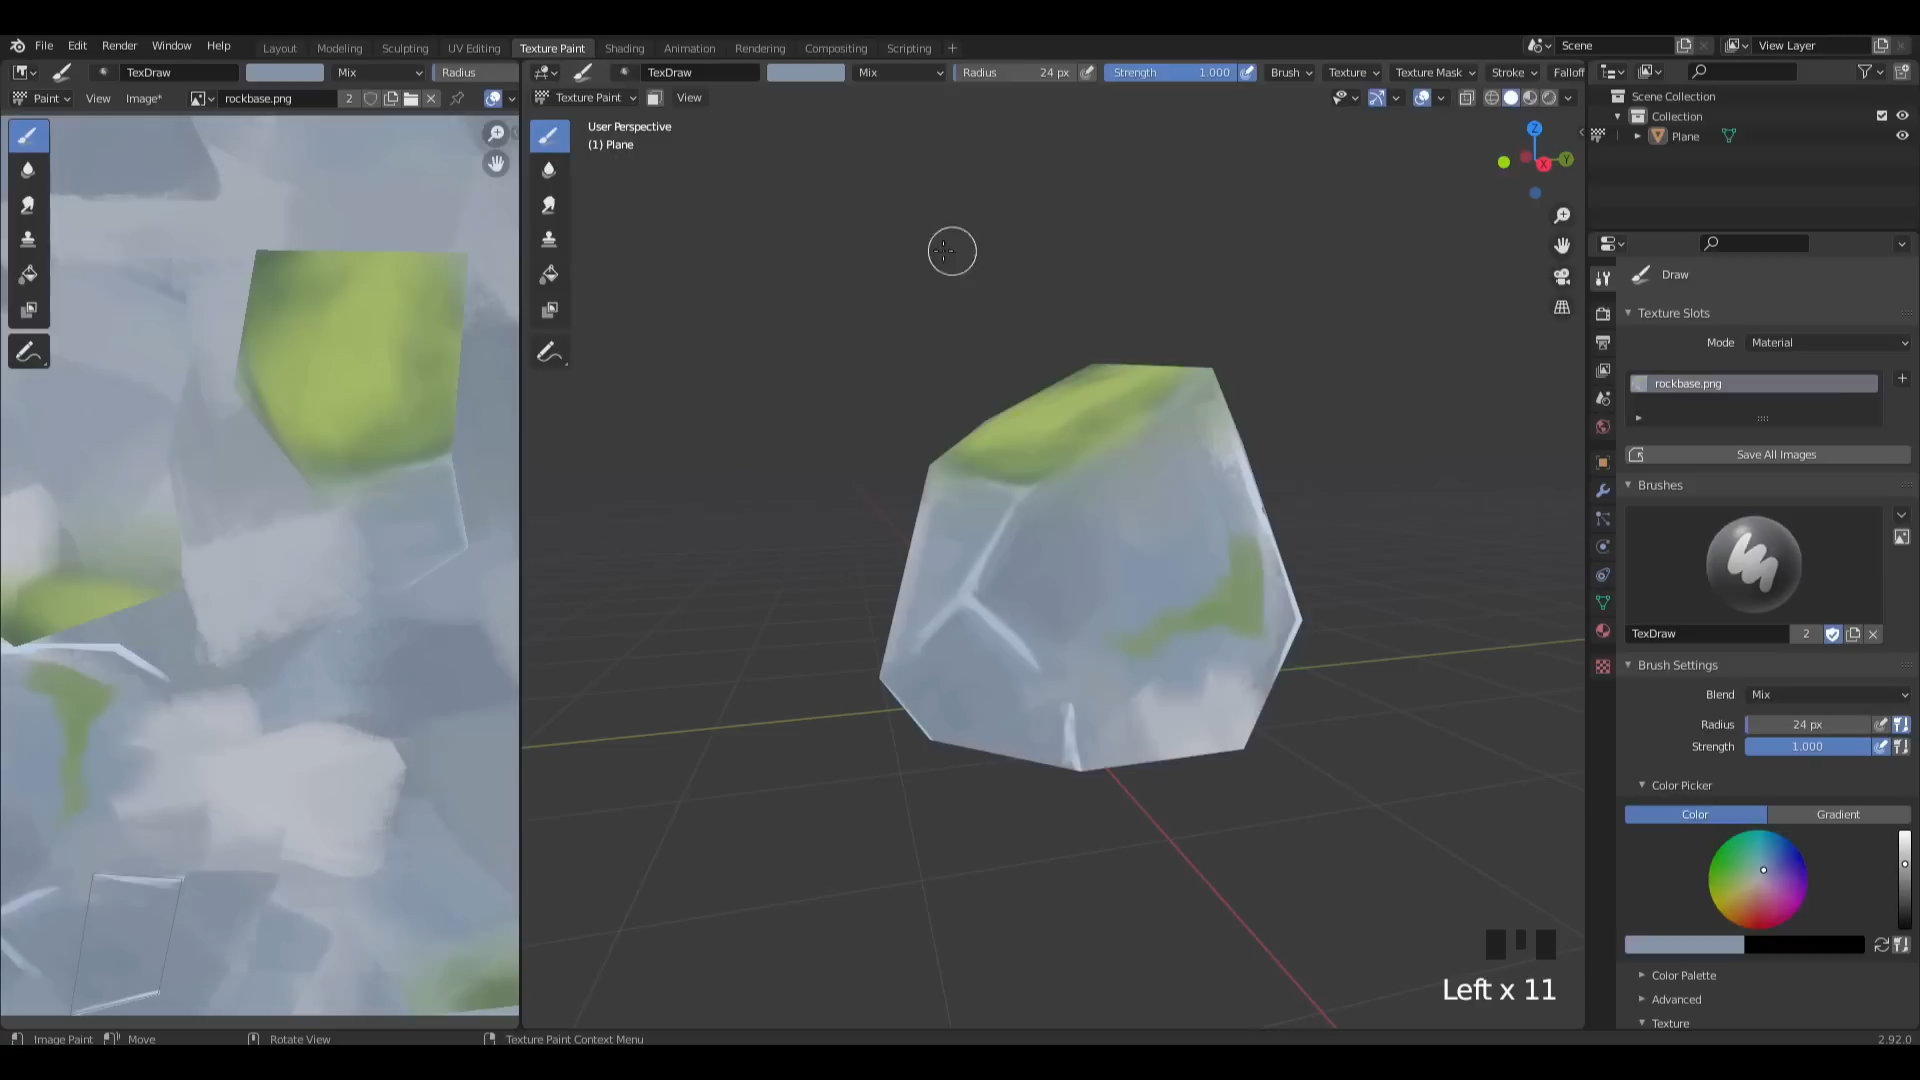 File Edit Render Window Help Layout Modeling Sculpting UV Editing Texture Paint Shading Animation Rendering Compositing Scripting + Scene View Layer
TexDraw Mix Radius TexDraw Mix Radius 24 px Strength 1.000 Brush Texture Texture Mask Stroke Falloff
Paint View Image* rockbase.png 2 Texture Paint View
Scene Collection
Collection
Plane
User Perspective
(1) Plane
Z
Y
X
Draw
Texture Slots
Mode Material
rockbase.png
Save All Images
Brushes
TexDraw 2
Brush Settings
Blend Mix
Radius 24 px
Strength 1.000
Color Picker
Color Gradient
Color Palette
Advanced
Texture
Left x 11
Image Paint Move Rotate View Texture Paint Context Menu 2.92.0